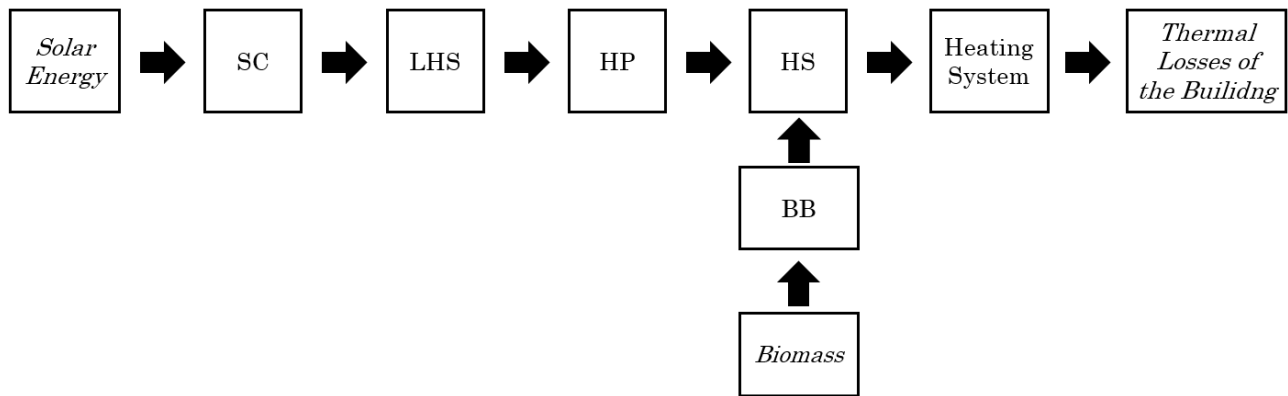 Solar
Energy
SC
LHS
HP
HS
Heating
System
Thermal
Losses of
the Builidng
BB
Biomass